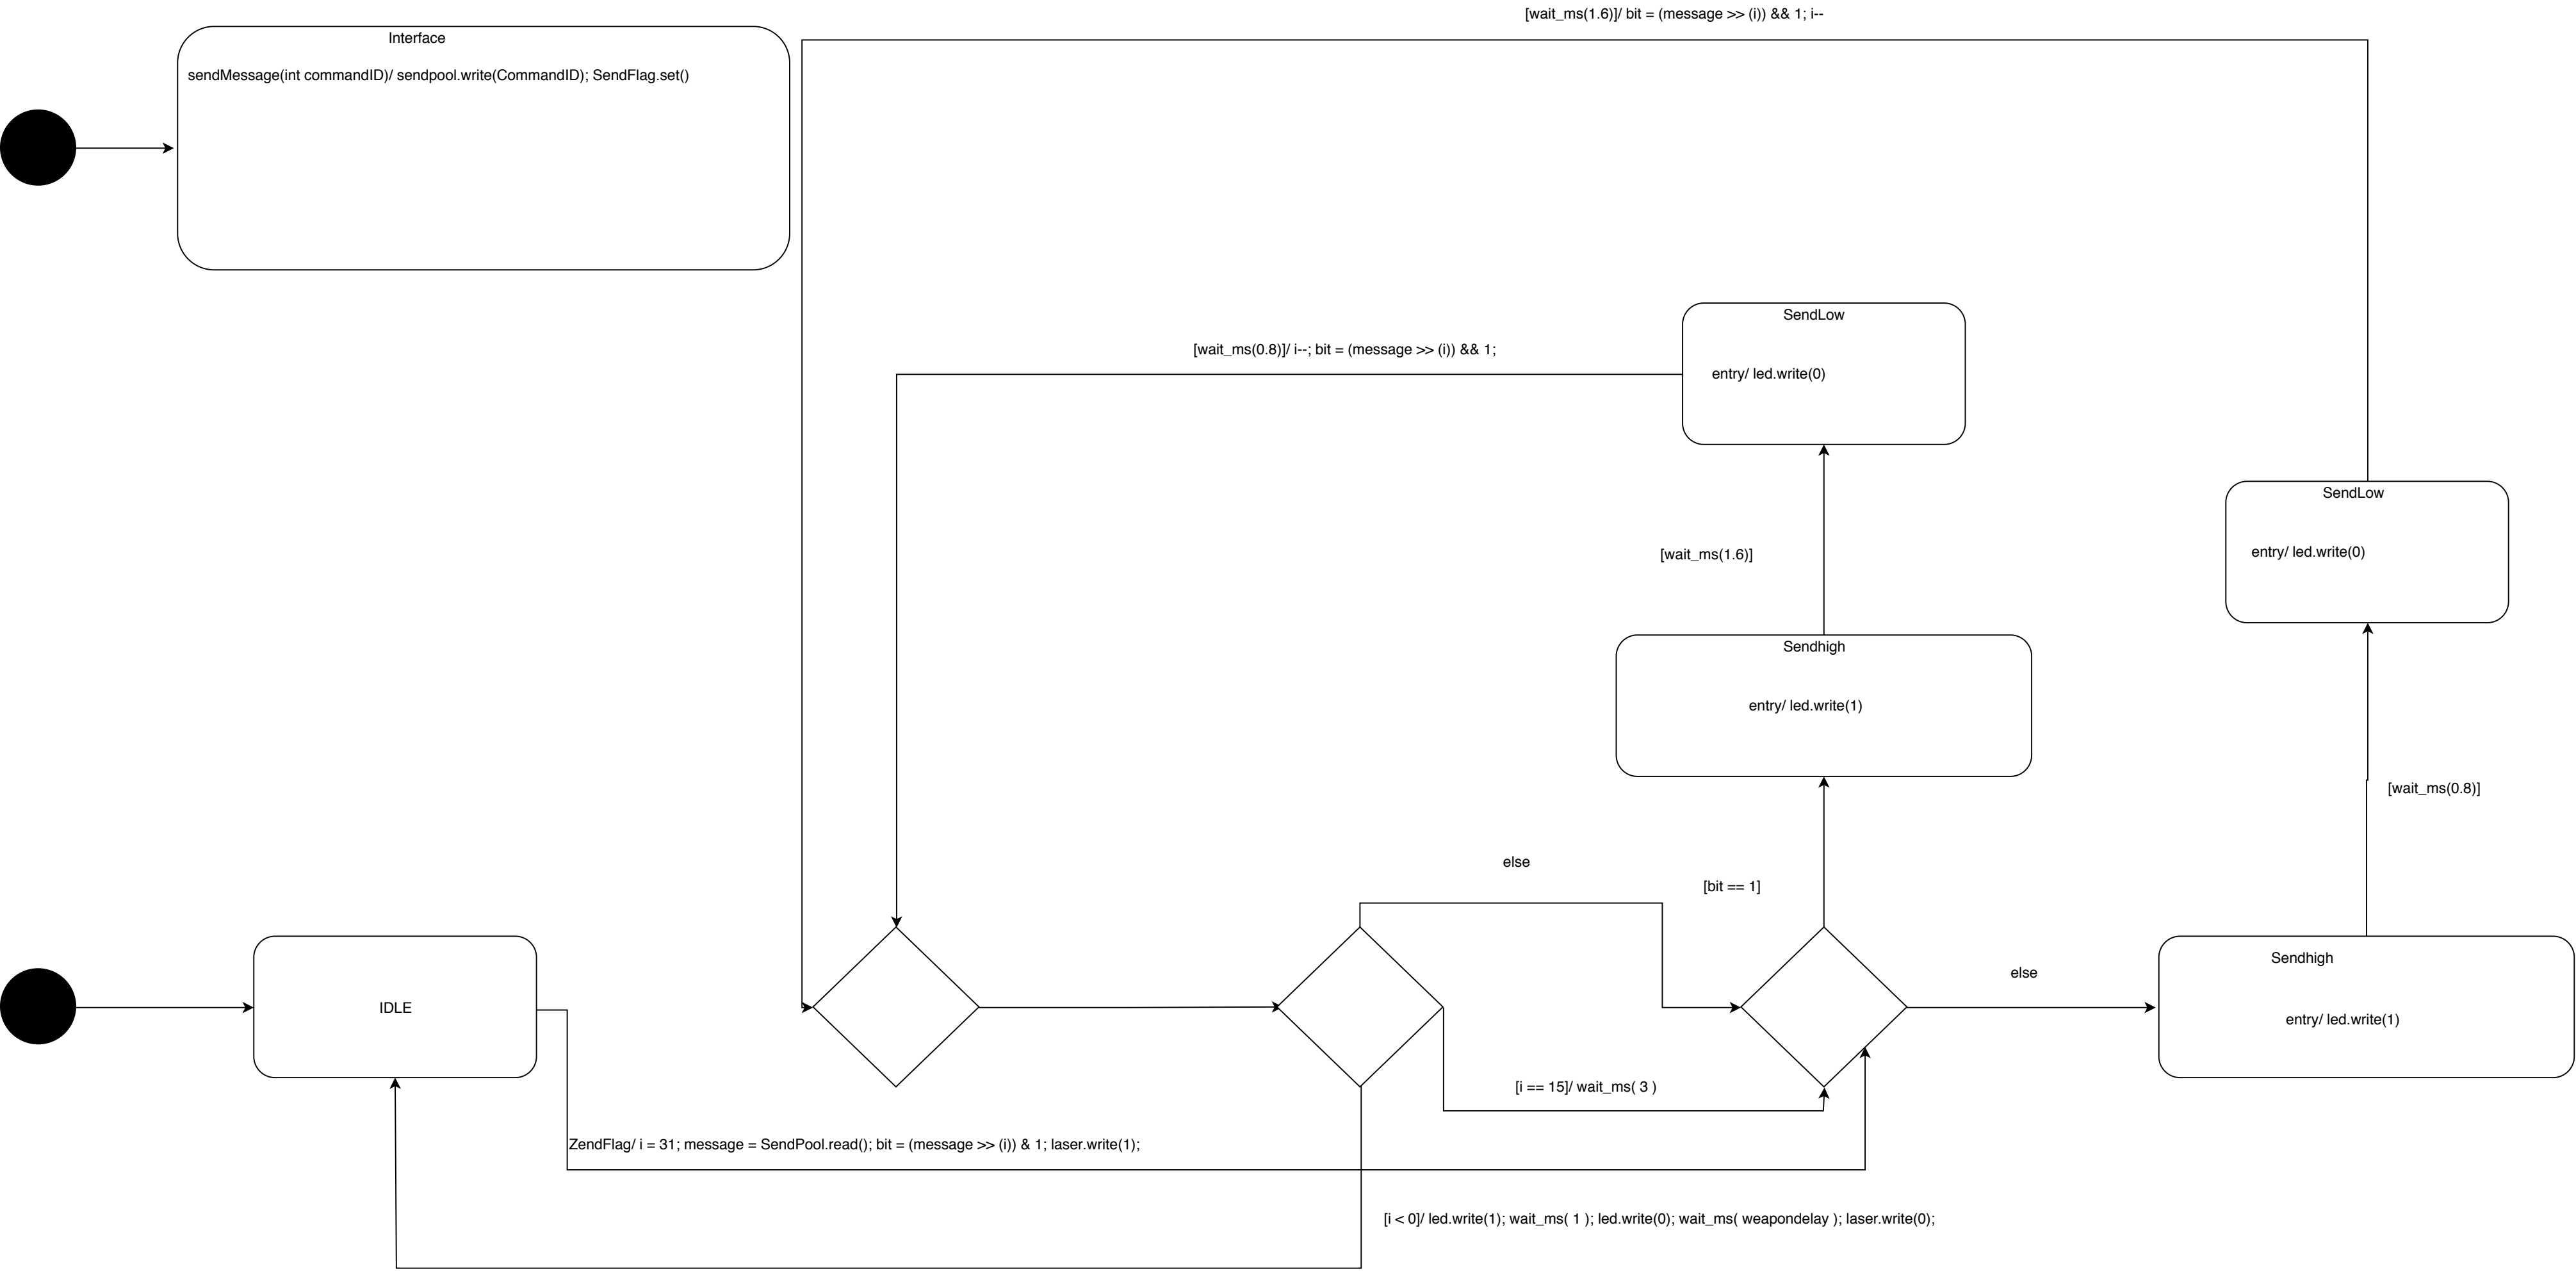 [wait_ms(1.6)]/ bit = (message >> (i)) && 1; i--
Interface
sendMessage(int commandID)/ sendpool.write(CommandID); SendFlag.set()
SendLow
entry/ led.write(0)
[wait_ms(0.8)]/ i--; bit = (message >> (i)) && 1;
SendLow
entry/ led.write(0)
[wait_ms(1.6)]
Sendhigh
entry/ led.write(1)
[wait_ms(0.8)]
else
[bit == 1]
else
Sendhigh
entry/ led.write(1)
IDLE
[i == 15]/ wait_ms( 3 )
ZendFlag/ i = 31; message = SendPool.read(); bit = (message >> (i)) & 1; laser.write(1);
[i < 0]/ led.write(1); wait_ms( 1 ); led.write(0); wait_ms( weapondelay ); laser.write(0);